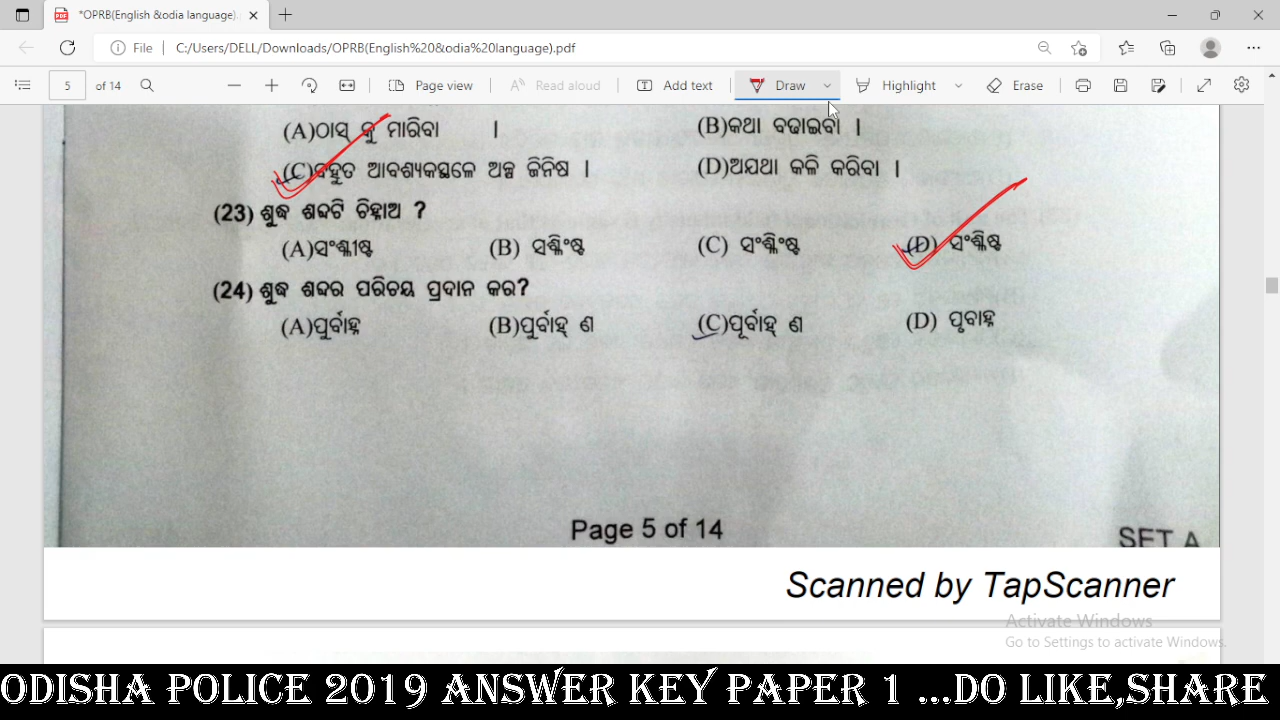 *OPRB(English &odia language).
File C:/Users/DELL/Downloads/OPRB(English%20&odia%20language).pdf
5 of 14 Page view Read aloud Add text Draw Highlight Erase
(A)ଠାସ୍ କୁ ମାରିବା । (B)କଥା ବଢାଇବା ।
(C)ବହୁତ ଆବଶ୍ୟକସ୍ଥଳେ ଅଳ୍ପ ଜିନିଷ । (D)ଅଯଥା କଳି କରିବା ।
(23) ଶୁଦ୍ଧ ଶବ୍ଦଟି ଚିହ୍ନାଅ ?
(A)ସଂଶ୍ଳୀଷ୍ଟ (B) ସଶ୍ଳିଂଷ୍ଟ (C) ସଂଶ୍ଳିଂଷ୍ଟ (D) ସଂଶ୍ଳିଷ୍ଟ
(24) ଶୁଦ୍ଧ ଶବ୍ଦର ପରିଚୟ ପ୍ରଦାନ କର?
(A)ପୁର୍ବାହ୍ନ (B)ପୁର୍ବାହ୍ ଣ (C)ପୂର୍ବାହ୍ ଣ (D) ପୃବାହ୍ନ
Page 5 of 14
SET A
Scanned by TapScanner
Activate Windows
Go to Settings to activate Windows.
ODISHA POLICE 2019 ANSWER KEY PAPER 1 ...DO LIKE,SHARE